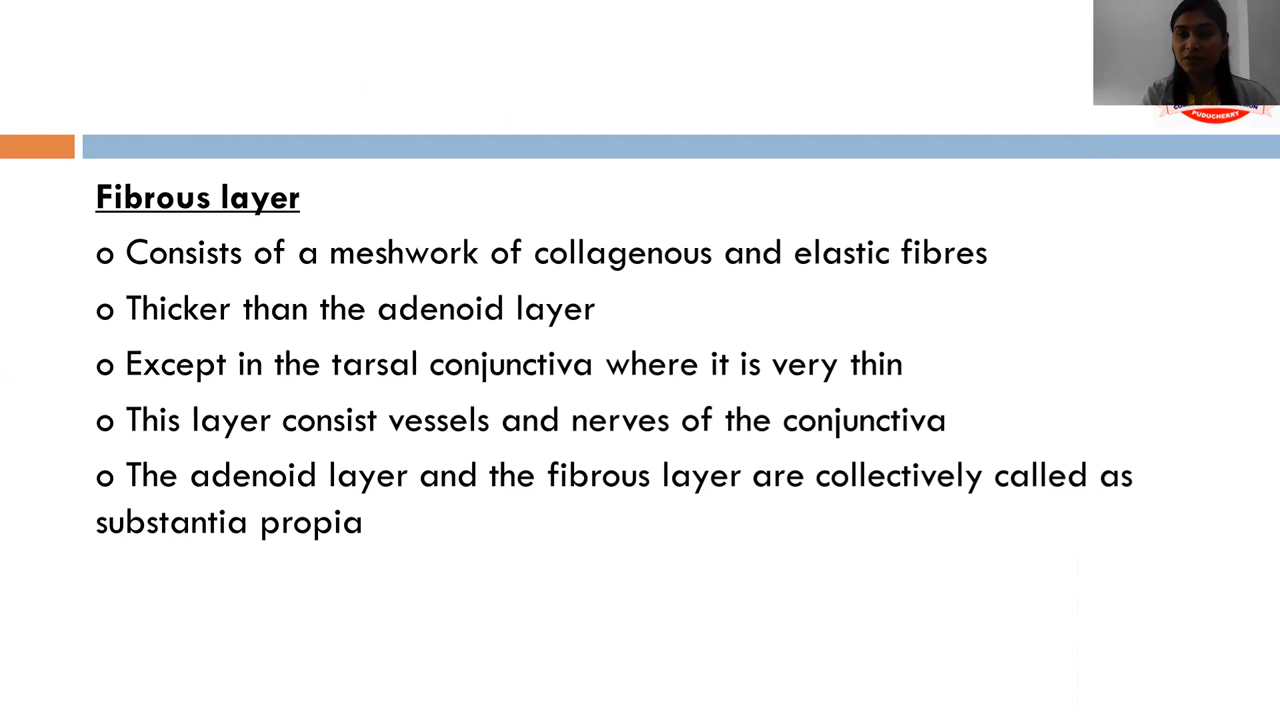 PUDUCHERRY
Fibrous layer
o Consists of a meshwork of collagenous and elastic fibres
o Thicker than the adenoid layer
o Except in the tarsal conjunctiva where it is very thin
o This layer consist vessels and nerves of the conjunctiva
o The adenoid layer and the fibrous layer are collectively called as
substantia propia